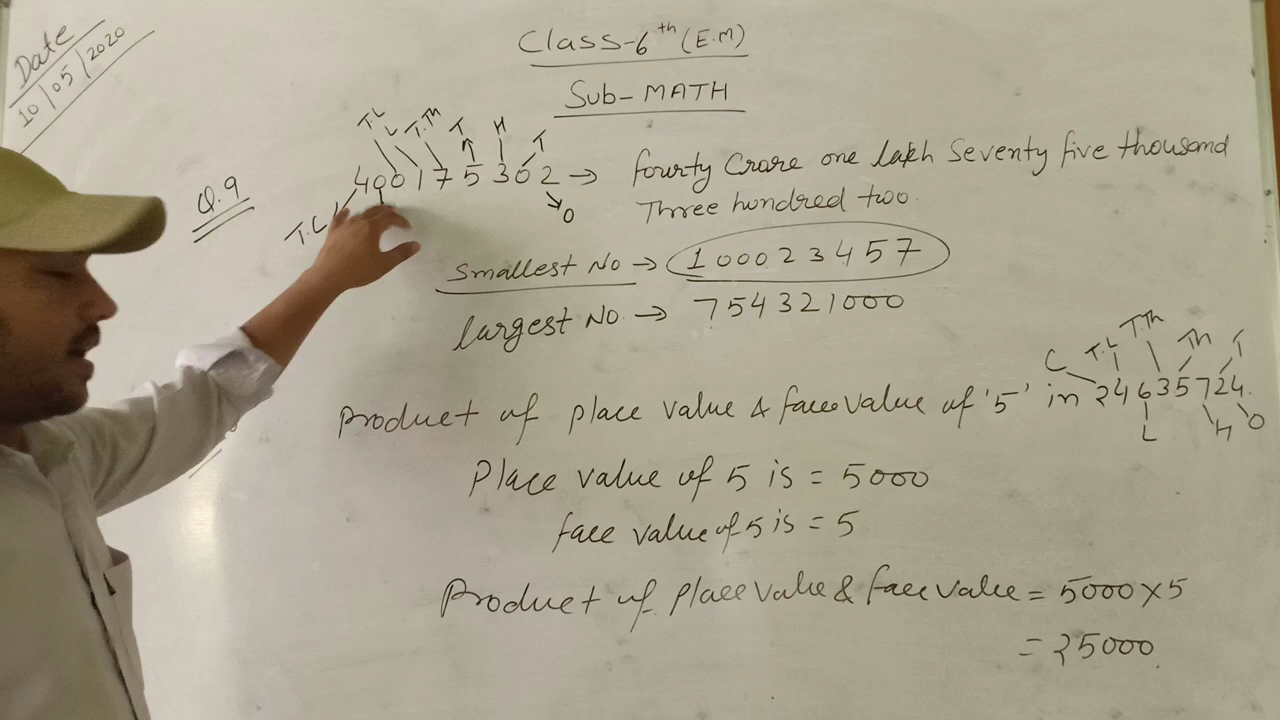 Date
10/05/2020
Class-6th (E.M)
Sub-MATH
T.L L T.Th T H T
Q.9
400175302 → fourty Crore one lakh Seventy five thousand
Three hundred two.
T.L
O
Smallest No → 100023457
largest No. → 754321000
C T.L T.Th Th T
Product of place value & face value of '5' in 24635724.
L H O
Place value of 5 is = 5000
face value of 5 is = 5
Product of place value & face value = 5000 × 5
= 25000